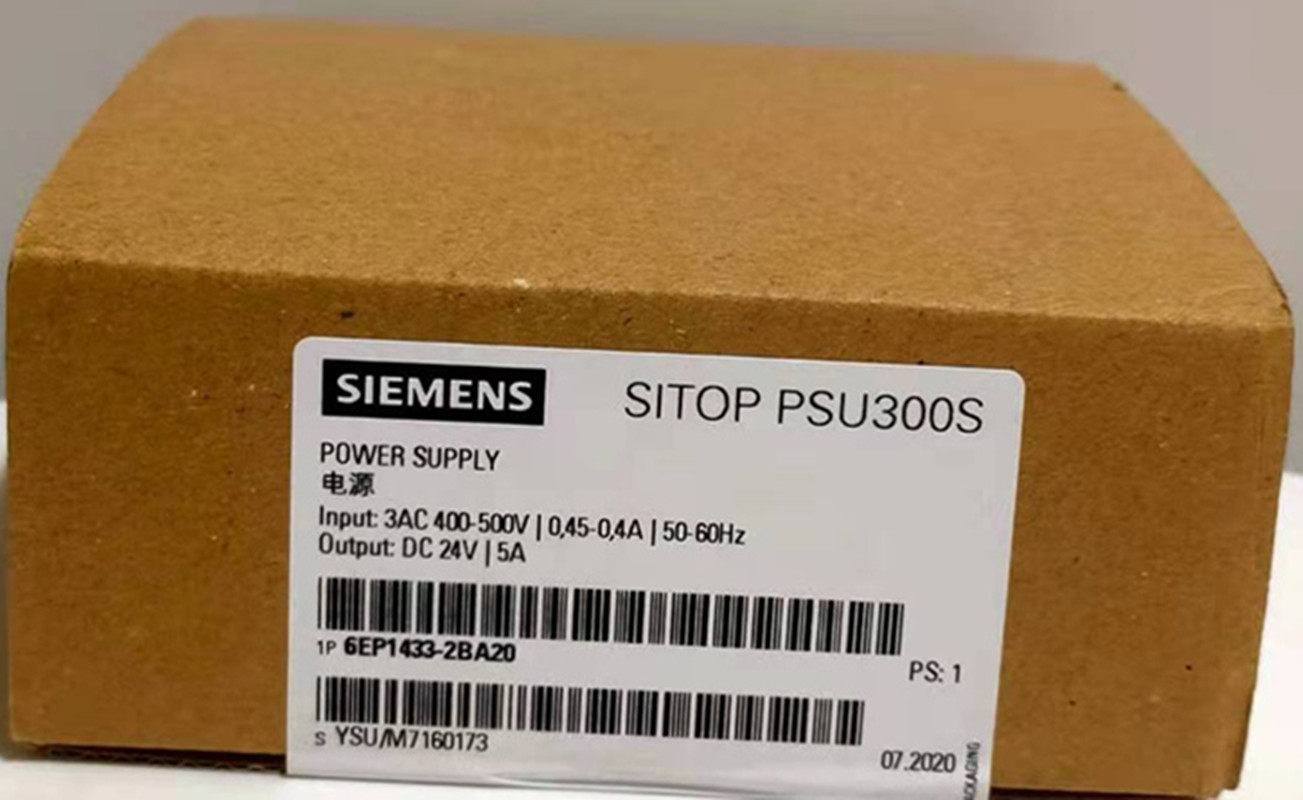 SIEMENS
SITOP PSU300S
POWER SUPPLY
电源
Input: 3AC 400-500V | 0,45-0,4A | 50-60Hz
Output: DC 24V | 5A
1P 6EP1433-2BA20
PS: 1
S YSU/M7160173
07.2020